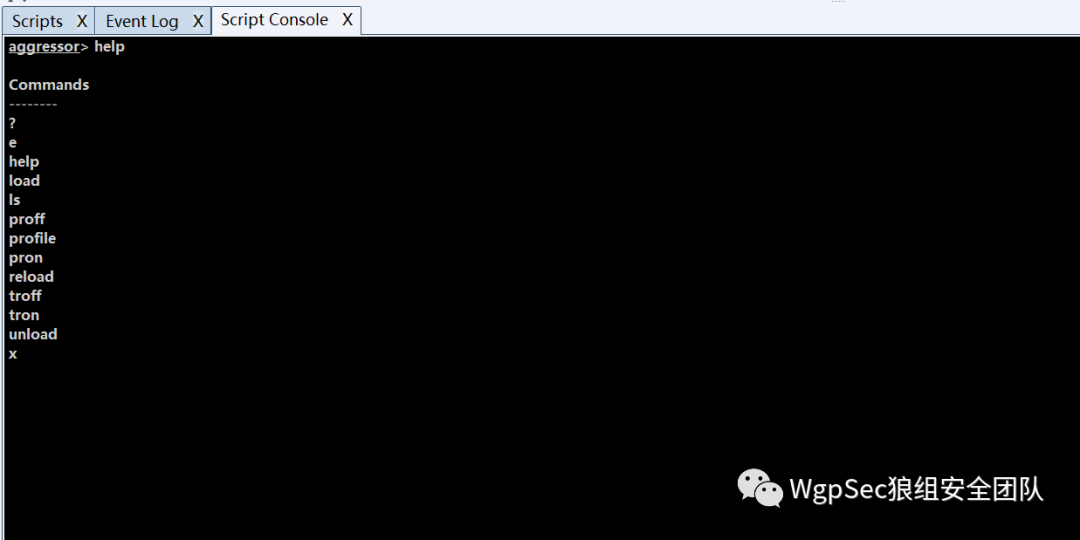 Scripts X Event Log X Script Console X
aggressor> help
Commands
--------
?
e
help
load
ls
proff
profile
pron
reload
troff
tron
unload
x
WgpSec狼组安全团队